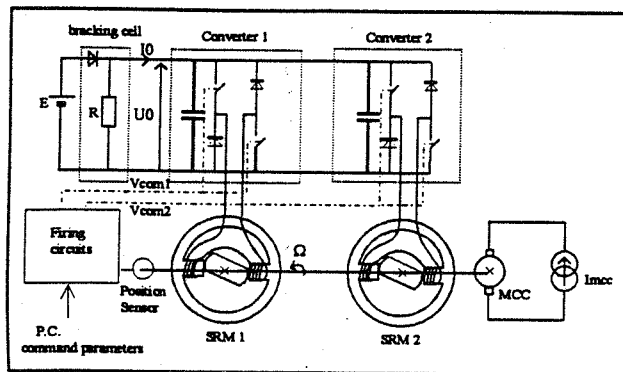 bracking cell
I0
Converter 1
Converter 2
E
R
U0
Vcom1
Vcom2
Firing
circuits
Position
Sensor
Ω
MCC
Imcc
P.C.
command parameters
SRM 1
SRM 2